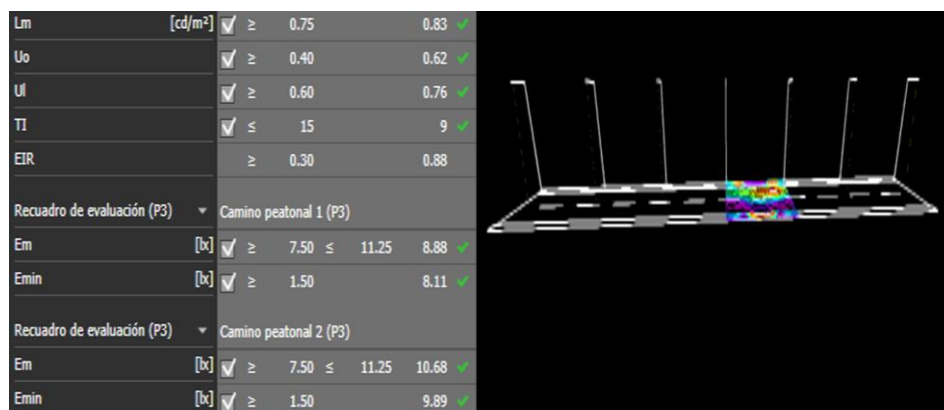 Lm [cd/m²] ≥ 0.75 0.83
Uo ≥ 0.40 0.62
Ul ≥ 0.60 0.76
TI ≤ 15 9
EIR ≥ 0.30 0.88
Recuadro de evaluación (P3) Camino peatonal 1 (P3)
Em [lx] ≥ 7.50 ≤ 11.25 8.88
Emin [lx] ≥ 1.50 8.11
Recuadro de evaluación (P3) Camino peatonal 2 (P3)
Em [lx] ≥ 7.50 ≤ 11.25 10.68
Emin [lx] ≥ 1.50 9.89